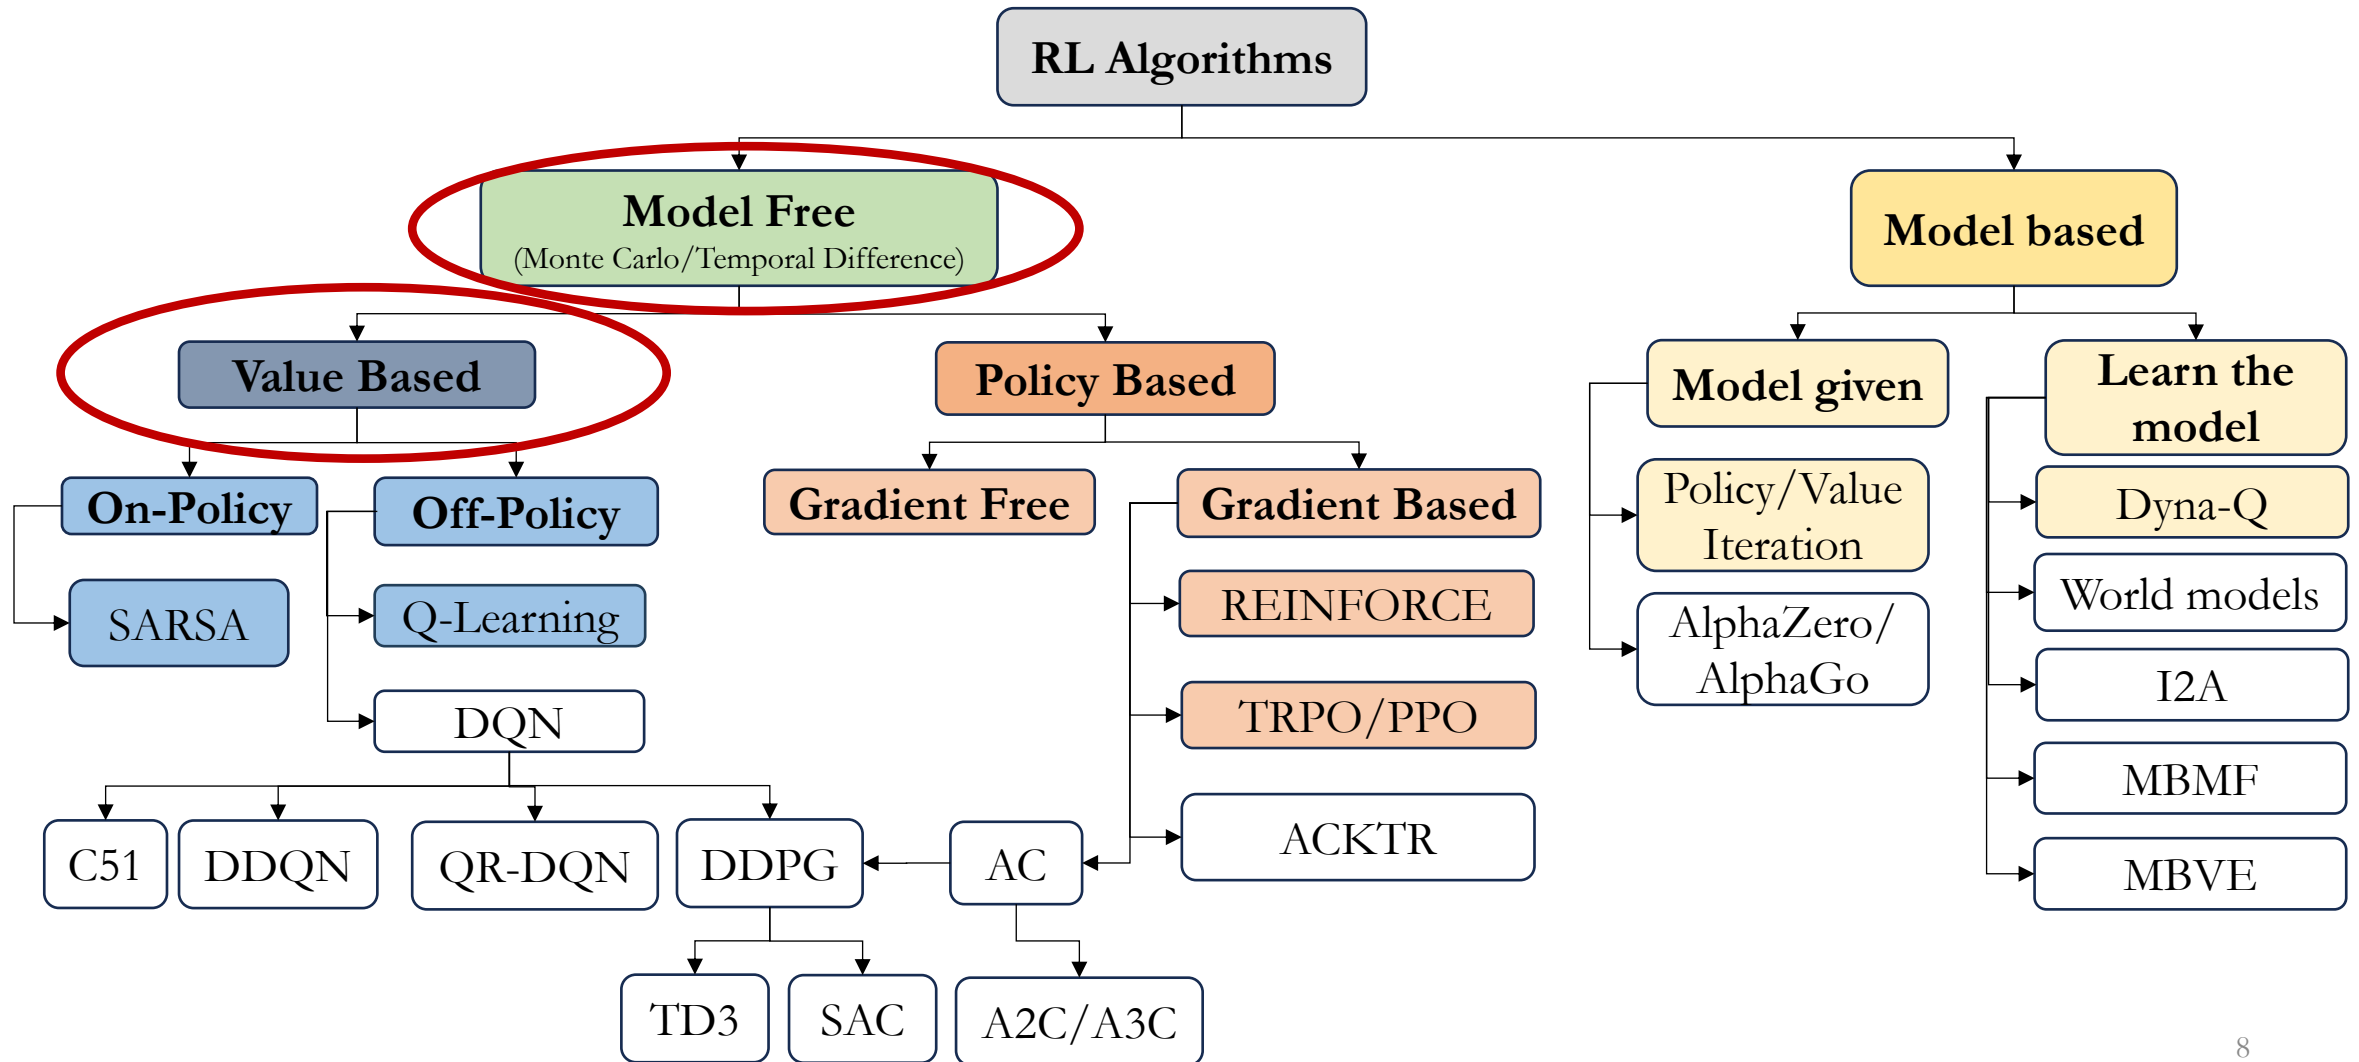 RL Algorithms
Model Free
(Monte Carlo/Temporal Difference)
Model based
Value Based
Policy Based
Model given
Learn the
model
On-Policy
Off-Policy
Gradient Free
Gradient Based
Policy/Value
Iteration
Dyna-Q
SARSA
Q-Learning
REINFORCE
AlphaZero/
AlphaGo
World models
DQN
TRPO/PPO
I2A
MBMF
C51
DDQN
QR-DQN
DDPG
AC
ACKTR
MBVE
TD3
SAC
A2C/A3C
8